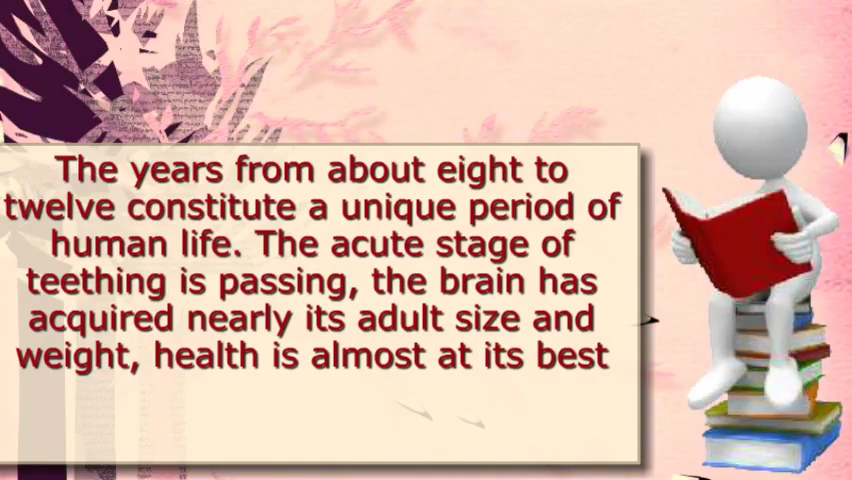 The years from about eight to
twelve constitute a unique period of
human life. The acute stage of
teething is passing, the brain has
acquired nearly its adult size and
weight, health is almost at its best